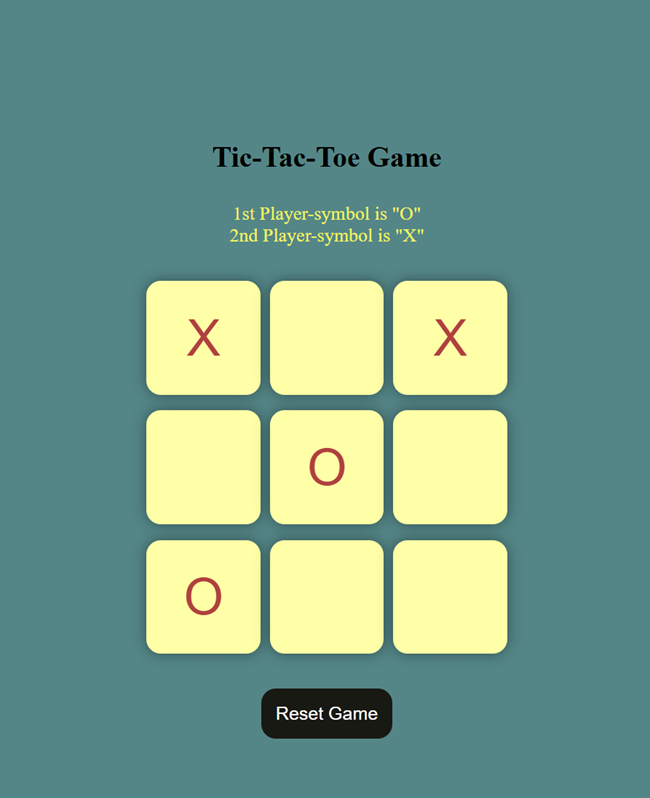 Tic-Tac-Toe Game
1st Player-symbol is "O"
2nd Player-symbol is "X"
X X
O
O
Reset Game